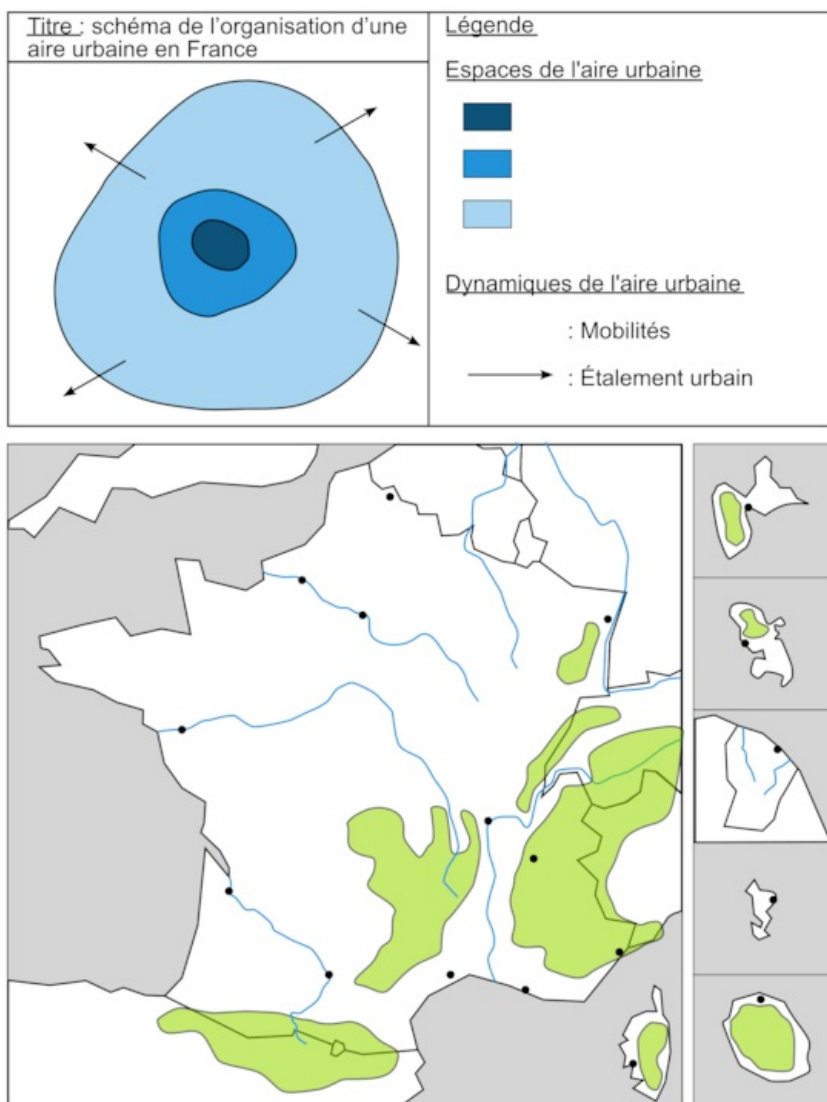 Titre : schéma de l'organisation d'une
aire urbaine en France
Légende
Espaces de l'aire urbaine
Dynamiques de l'aire urbaine
: Mobilités
: Étalement urbain